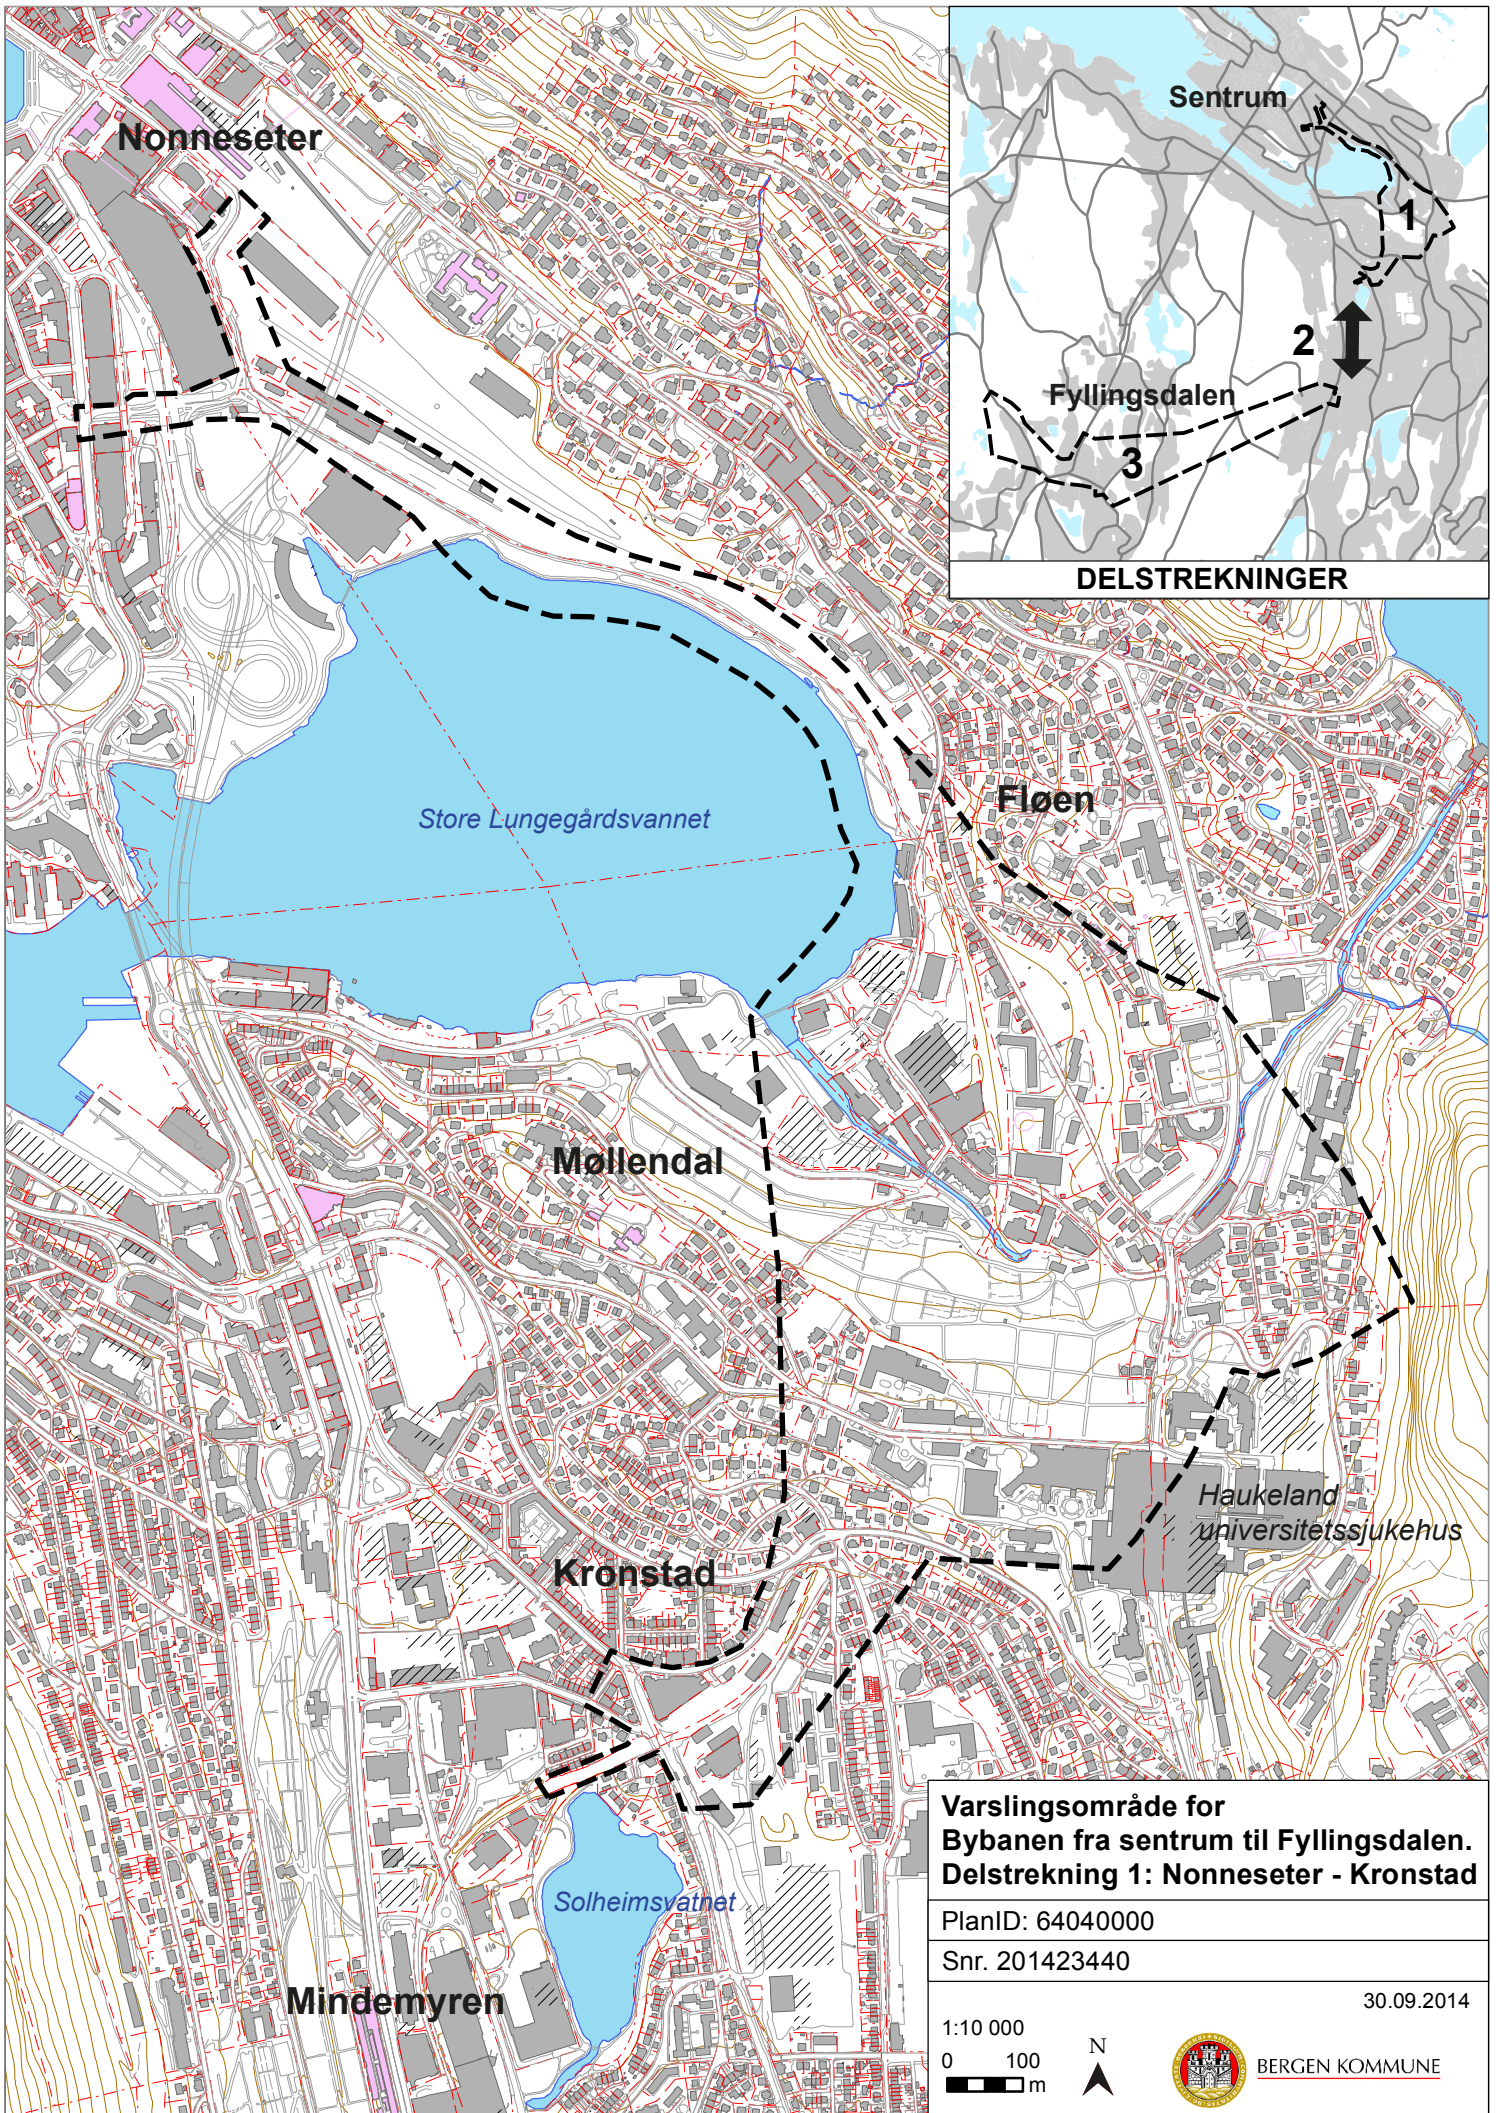 Nonneseter
Sentrum
1
2
Fyllingsdalen
3
DELSTREKNINGER
Fløen
Store Lungegårdsvannet
Møllendal
Haukeland
universitetssjukehus
Kronstad
Solheimsvatnet
Mindemyren
Varslingsområde for
Bybanen fra sentrum til Fyllingsdalen.
Delstrekning 1: Nonneseter - Kronstad
PlanID: 64040000
Snr. 201423440
30.09.2014
1:10 000
0 100
m
N
BERGEN KOMMUNE